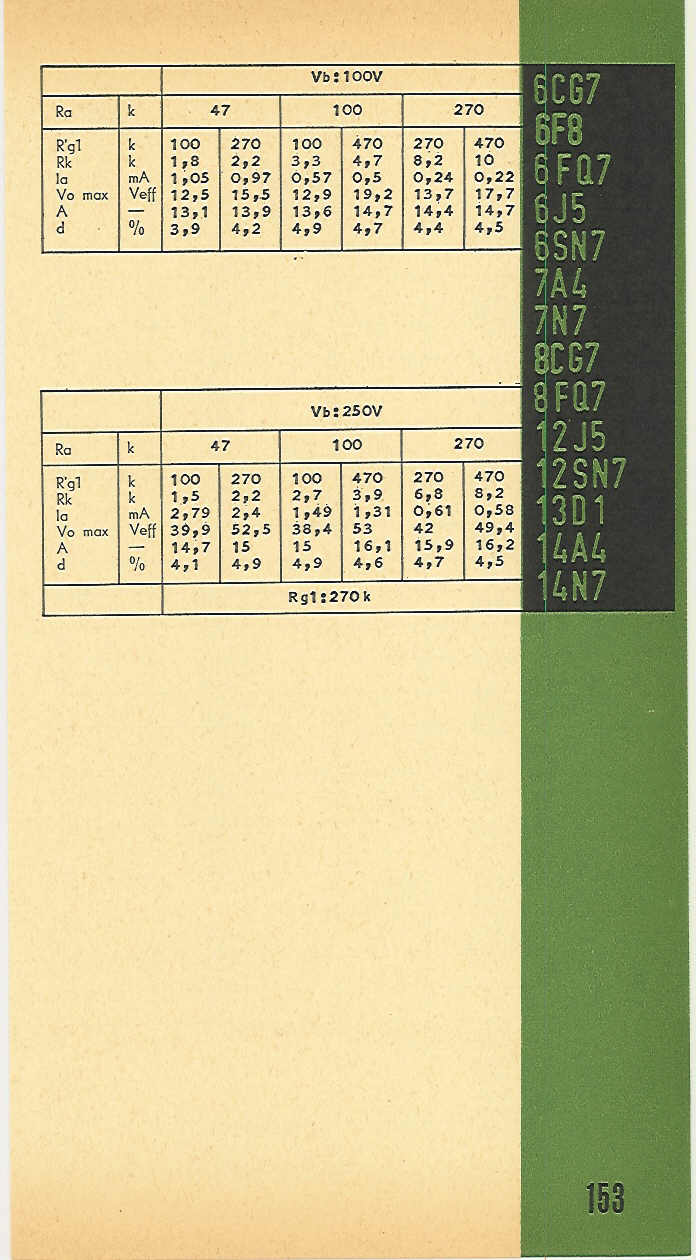 Vb:100V
Ra k 47 100 270
R'g1 k 100 270 100 470 270 470
Rk k 1,8 2,2 3,3 4,7 8,2 10
Ia mA 1,05 0,97 0,57 0,5 0,24 0,22
Vo max Veff 12,5 15,5 12,9 19,2 13,7 17,7
A — 13,1 13,9 13,6 14,7 14,4 14,7
d % 3,9 4,2 4,9 4,7 4,4 4,5
Vb:250V
Ra k 47 100 270
R'g1 k 100 270 100 470 270 470
Rk k 1,5 2,2 2,7 3,9 6,8 8,2
Ia mA 2,79 2,4 1,49 1,31 0,61 0,58
Vo max Veff 39,9 52,5 38,4 53 42 49,4
A — 14,7 15 15 16,1 15,9 16,2
d % 4,1 4,9 4,9 4,6 4,7 4,5
Rg1:270k
6CG7
6F8
6FQ7
6J5
6SN7
7A4
7N7
8CG7
8FQ7
12J5
12SN7
13D1
14A4
14N7
153